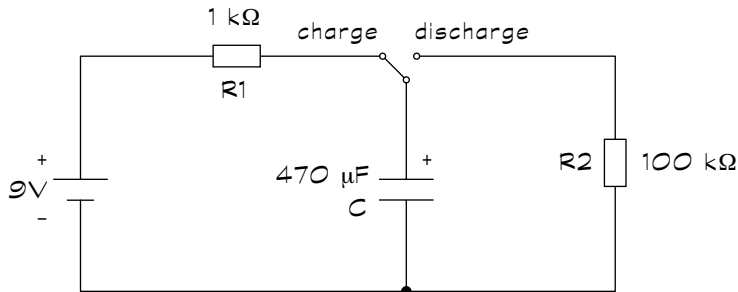 1 kΩ
charge
discharge
R1
+
9V
-
470 µF
+
C
R2
100 kΩ